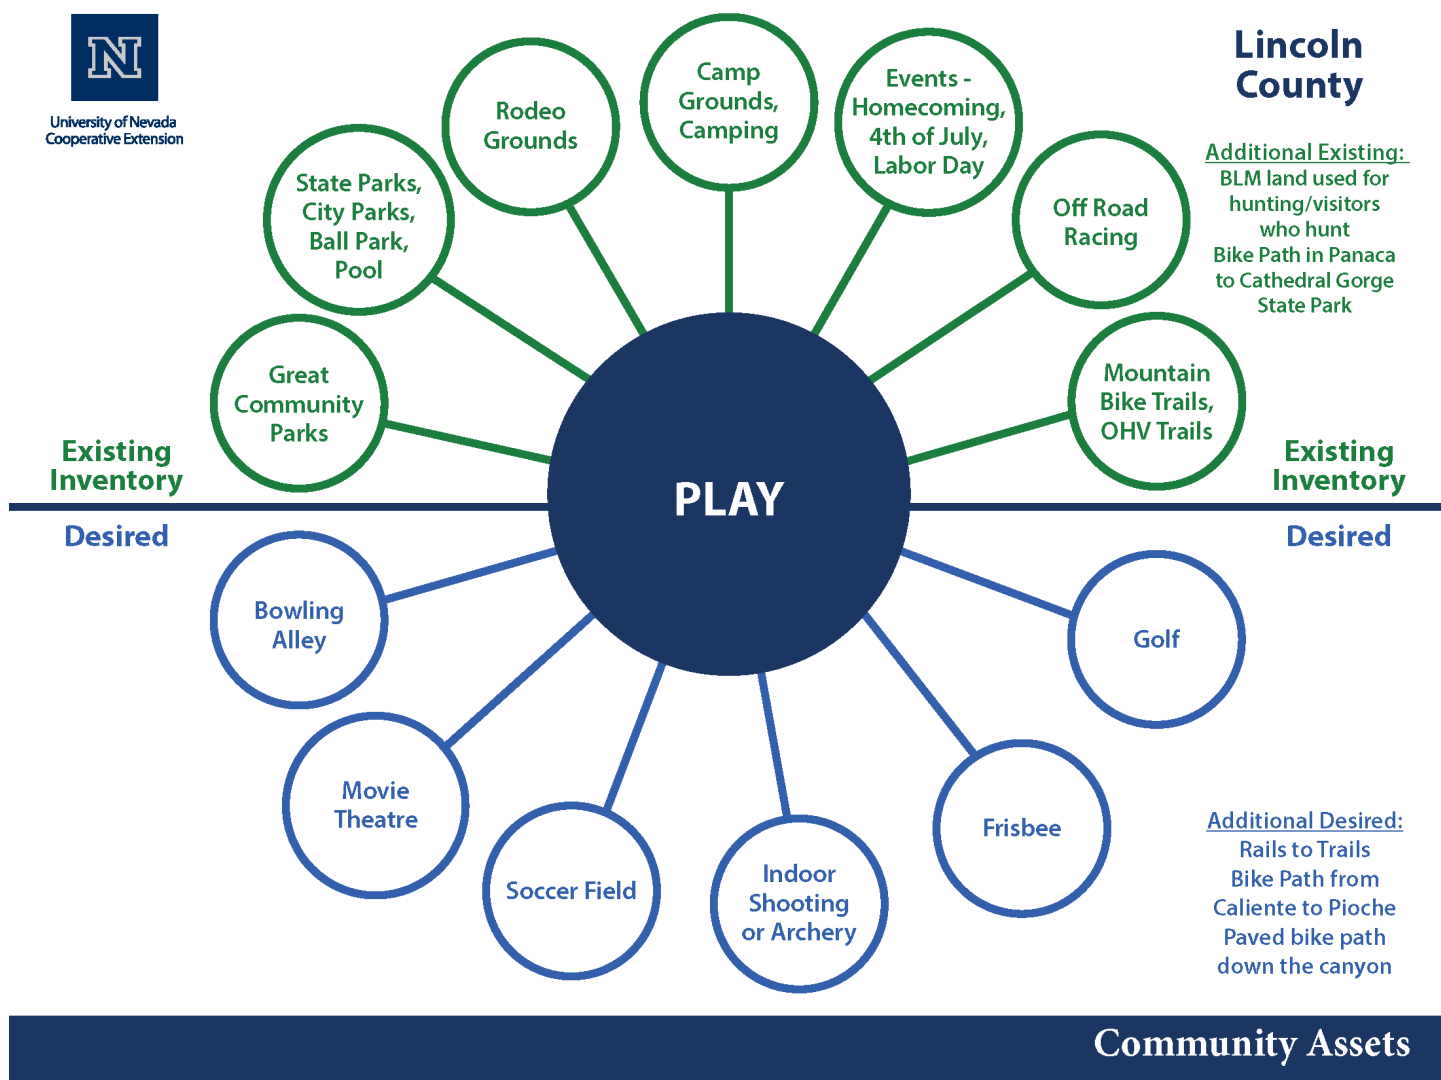 N
University of Nevada
Cooperative Extension
Lincoln
County
Additional Existing:
BLM land used for
hunting/visitors
who hunt
Bike Path in Panaca
to Cathedral Gorge
State Park
Great
Community
Parks
State Parks,
City Parks,
Ball Park,
Pool
Rodeo
Grounds
Camp
Grounds,
Camping
Events -
Homecoming,
4th of July,
Labor Day
Off Road
Racing
Mountain
Bike Trails,
OHV Trails
Existing
Inventory
Existing
Inventory
PLAY
Desired
Desired
Bowling
Alley
Movie
Theatre
Soccer Field
Indoor
Shooting
or Archery
Frisbee
Golf
Additional Desired:
Rails to Trails
Bike Path from
Caliente to Pioche
Paved bike path
down the canyon
Community Assets